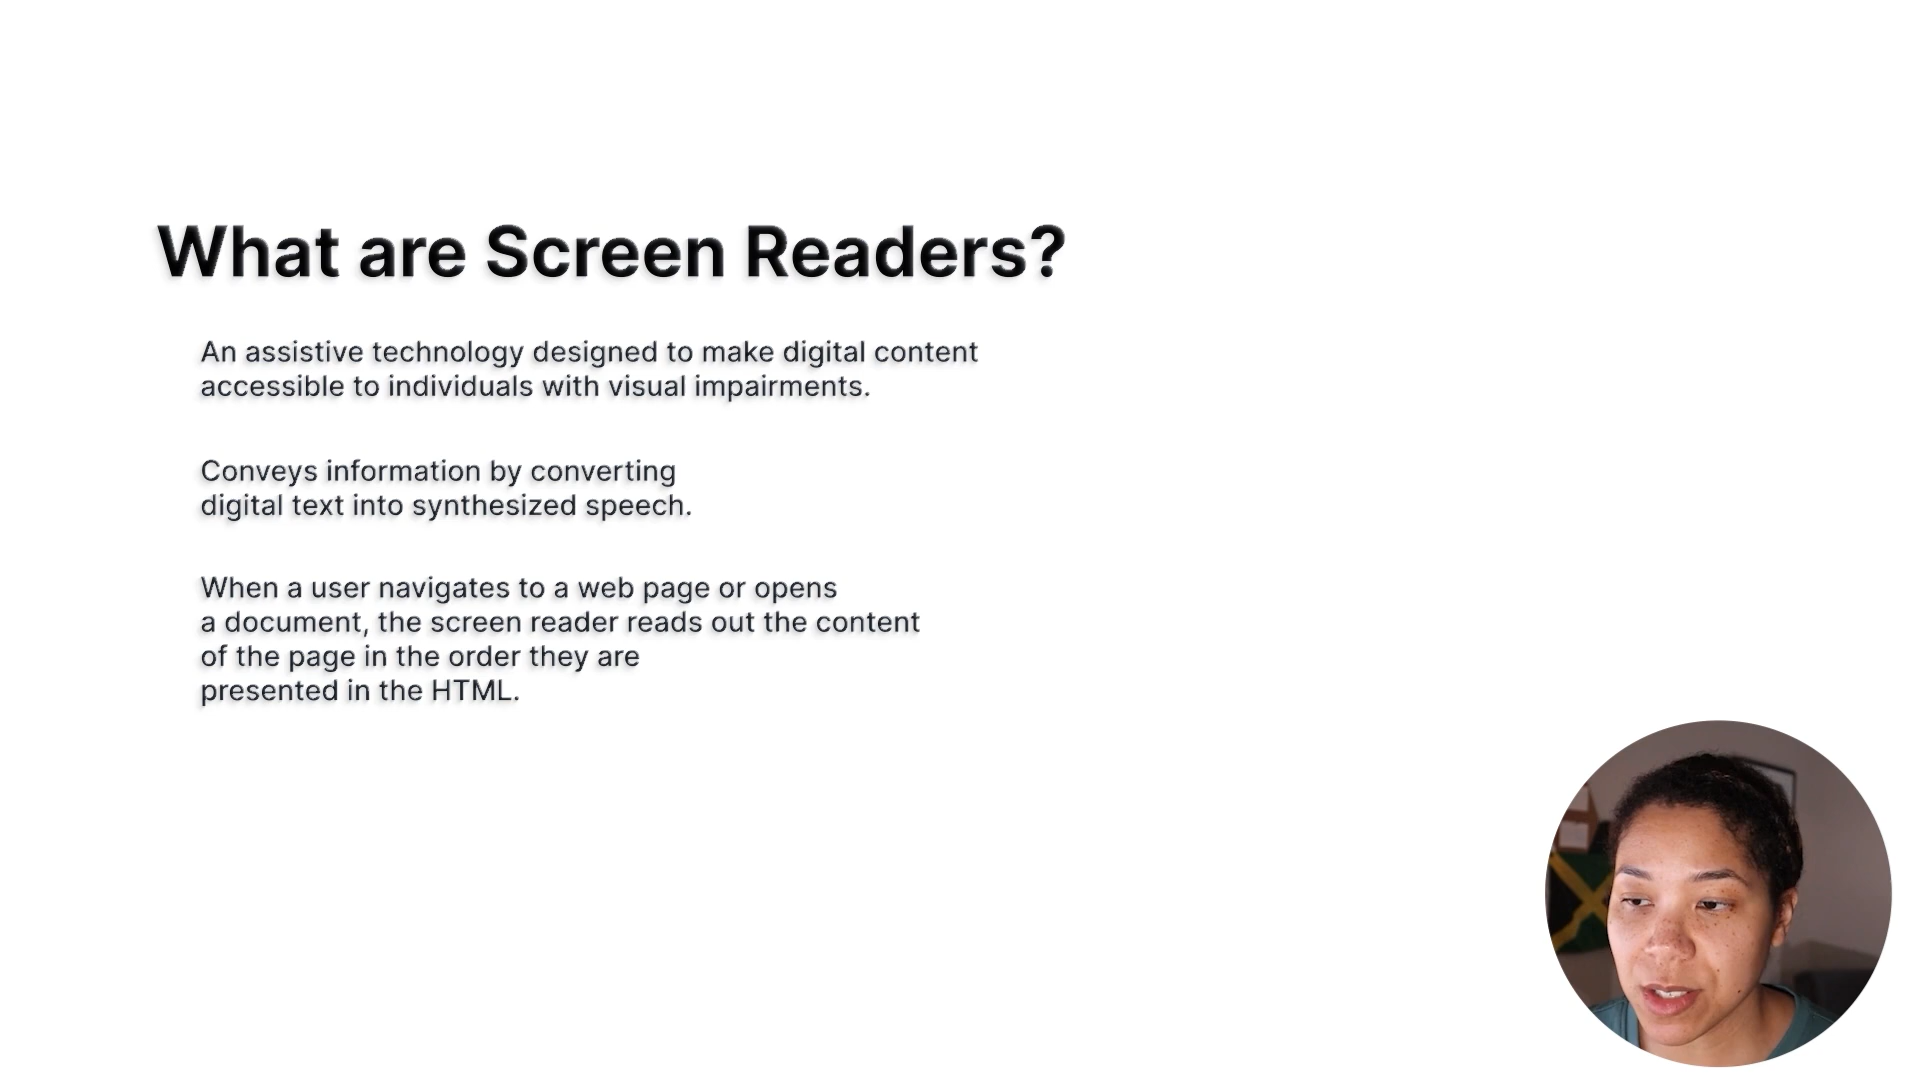 What are Screen Readers?
An assistive technology designed to make digital content
accessible to individuals with visual impairments.
Conveys information by converting
digital text into synthesized speech.
When a user navigates to a web page or opens
a document, the screen reader reads out the content
of the page in the order they are
presented in the HTML.